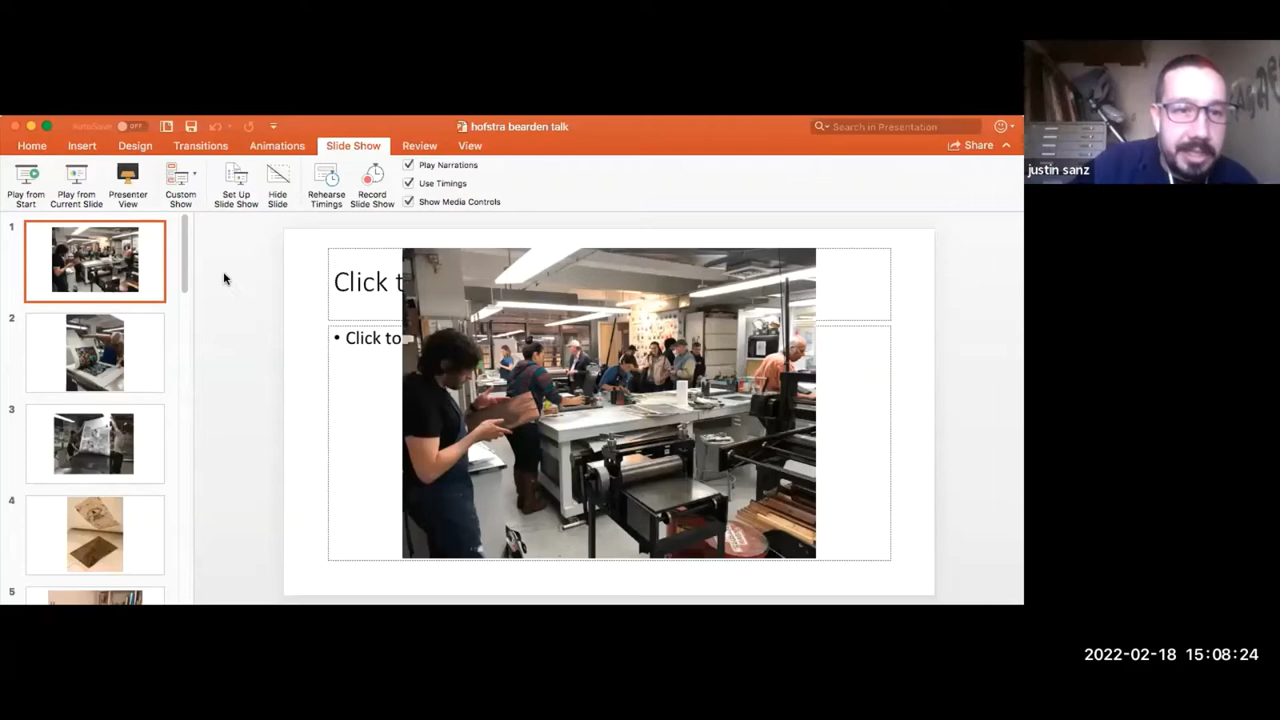 AutoSave OFF
hofstra bearden talk
Search in Presentation
Home Insert Design Transitions Animations Slide Show Review View
Share
Play from Start
Play from Current Slide
Presenter View
Custom Show
Set Up Slide Show
Hide Slide
Rehearse Timings
Record Slide Show
Play Narrations
Use Timings
Show Media Controls
1
2
3
4
5
Click t
• Click to
justin sanz
2022-02-18 15:08:24